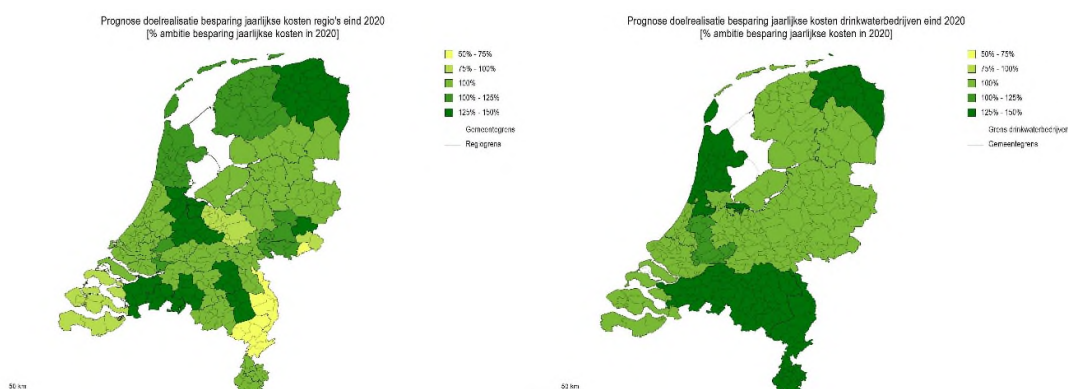 Prognose doelrealisatie besparing jaarlijkse kosten regio's eind 2020
[% ambitie besparing jaarlijkse kosten in 2020]
50% - 75%
75% - 100%
100%
100% - 125%
125% - 150%
Gemeentegrens
Regiogrens
50 km
Prognose doelrealisatie besparing jaarlijkse kosten drinkwaterbedrijven eind 2020
[% ambitie besparing jaarlijkse kosten in 2020]
50% - 75%
75% - 100%
100%
100% - 125%
125% - 150%
Grens drinkwaterbedrijven
Gemeentegrens
50 km